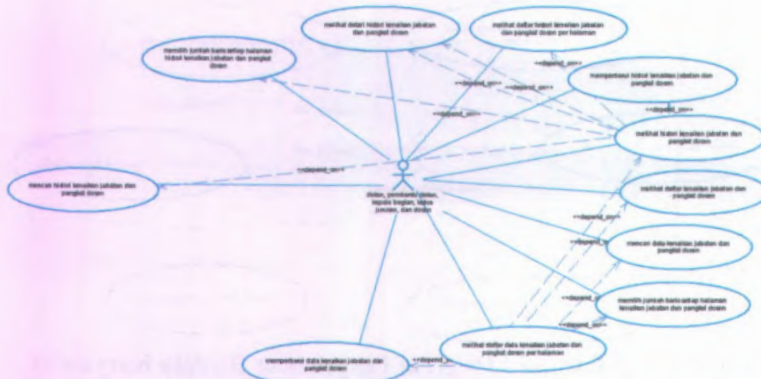 melihat detail histori kenaikan jabatan
dan pangkat dosen
melihat daftar histori kenaikan jabatan
dan pangkat dosen per halaman
memilih jumlah baris setiap halaman
histori kenaikan jabatan dan pangkat
dosen
<<depend_on>>
memperbarui histori kenaikan jabatan dan
pangkat dosen
<<depend_on>>
<<depend_on>>
<<depend_on>>
<<depend_on>>
melihat histori kenaikan jabatan dan
pangkat dosen
<<depend_on>>
mencari histori kenaikan jabatan dan
pangkat dosen
melihat daftar kenaikan jabatan dan
pangkat dosen
dekan, pembantu dekan,
kepala bagian, ketua
jurusan, dan dosen
<<depend_on>>
mencari data kenaikan jabatan dan
pangkat dosen
<<depend_
<<depend_
memilih jumlah baris setiap halaman
kenaikan jabatan dan pangkat
dosen
<<depend_on>>
memperbarui data kenaikan jabatan dan
pangkat dosen
<<depend_
melihat daftar data kenaikan jabatan dan
pangkat dosen per halaman